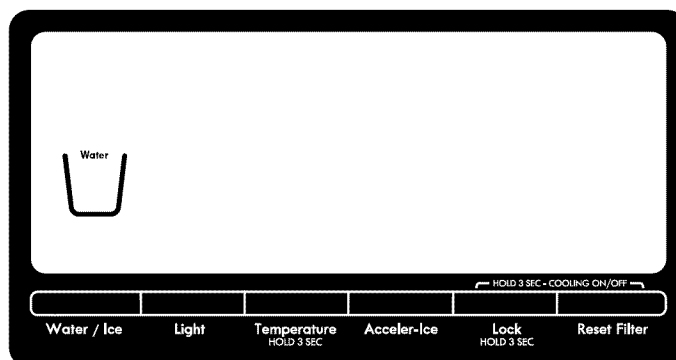 Water
HOLD 3 SEC - COOLING ON/OFF
Water / Ice Light Temperature Acceler-Ice Lock Reset Filter
HOLD 3 SEC HOLD 3 SEC